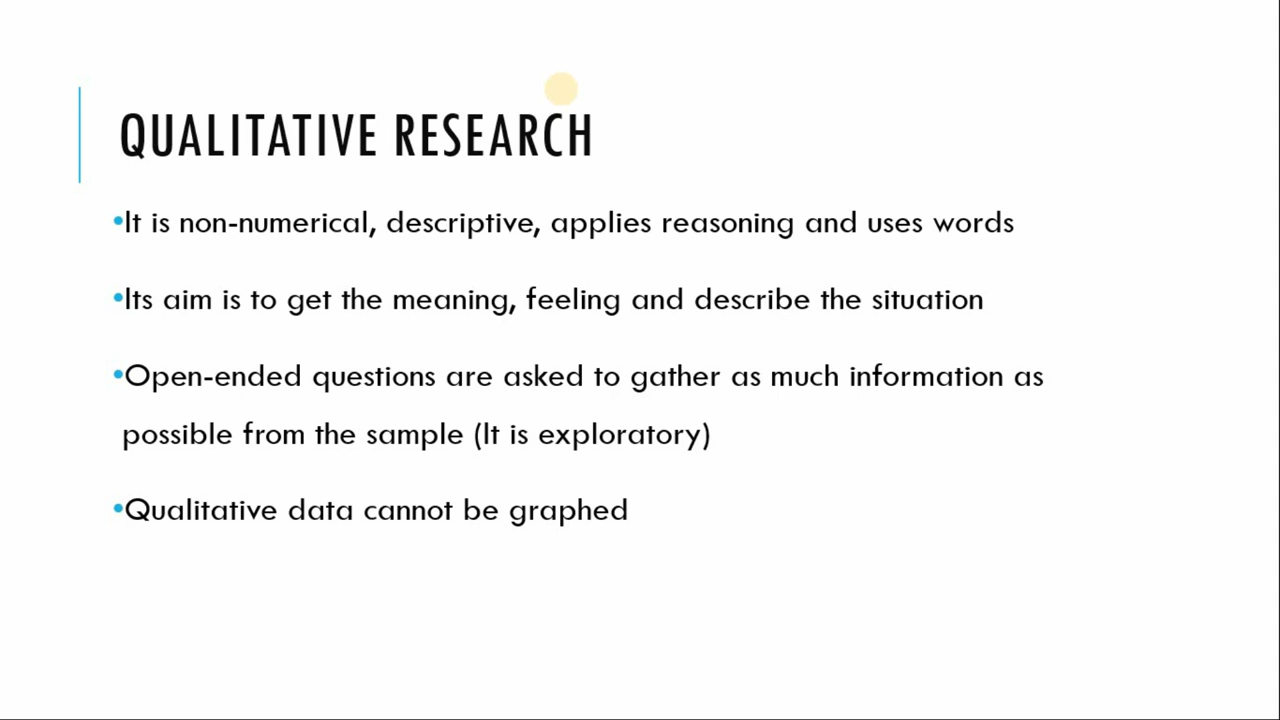 QUALITATIVE RESEARCH
•It is non-numerical, descriptive, applies reasoning and uses words
•Its aim is to get the meaning, feeling and describe the situation
•Open-ended questions are asked to gather as much information as
possible from the sample (It is exploratory)
•Qualitative data cannot be graphed